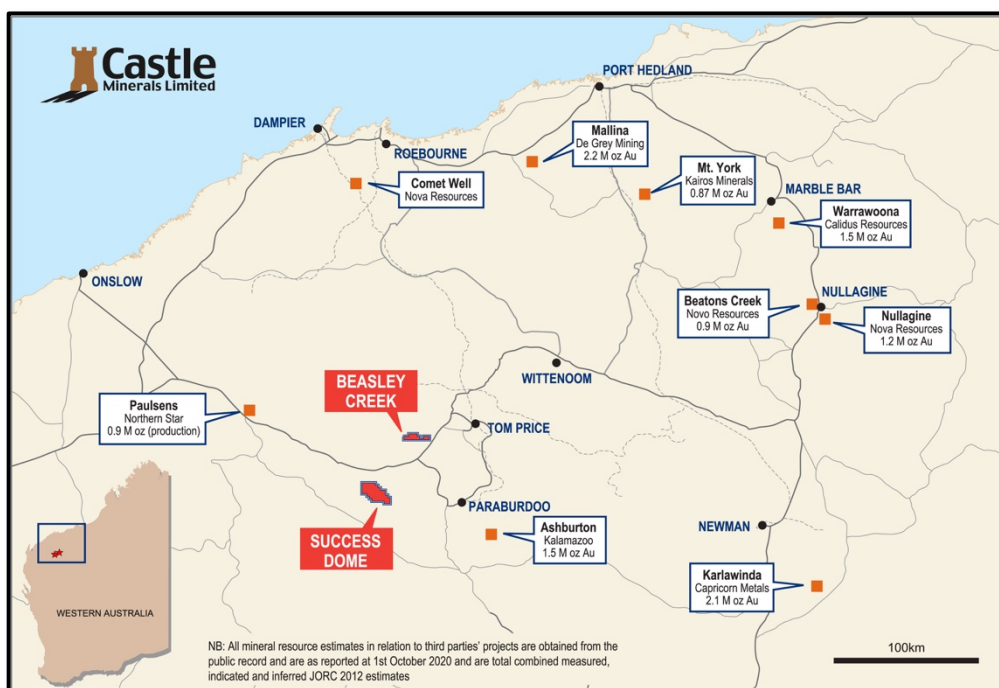 Castle
Minerals Limited
PORT HEDLAND
DAMPIER
ROEBOURNE
Mallina
De Grey Mining
2.2 M oz Au
Comet Well
Nova Resources
Mt. York
Kairos Minerals
0.87 M oz Au
MARBLE BAR
Warrawoona
Calidus Resources
1.5 M oz Au
ONSLOW
Beatons Creek
Novo Resources
0.9 M oz Au
NULLAGINE
Nullagine
Nova Resources
1.2 M oz Au
WITTENOOM
BEASLEY
CREEK
Paulsens
Northern Star
0.9 M oz (production)
TOM PRICE
PARABURDOO
SUCCESS
DOME
Ashburton
Kalamazoo
1.5 M oz Au
NEWMAN
Karlawinda
Capricorn Metals
2.1 M oz Au
WESTERN AUSTRALIA
NB: All mineral resource estimates in relation to third parties' projects are obtained from the
public record and are as reported at 1st October 2020 and are total combined measured,
indicated and inferred JORC 2012 estimates
100km